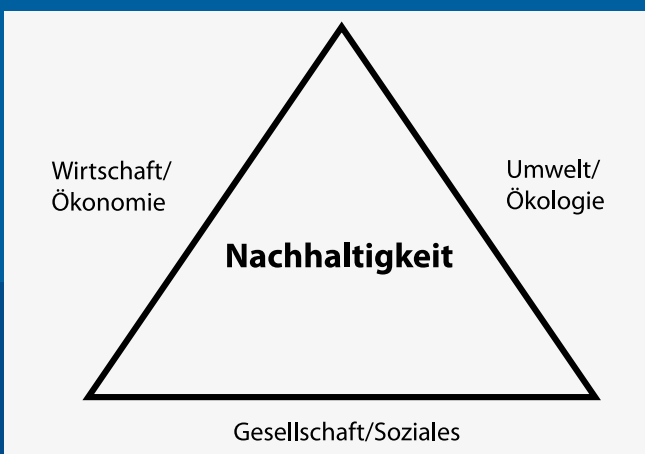 Wirtschaft/
Ökonomie
Umwelt/
Ökologie
Nachhaltigkeit
Gesellschaft/Soziales